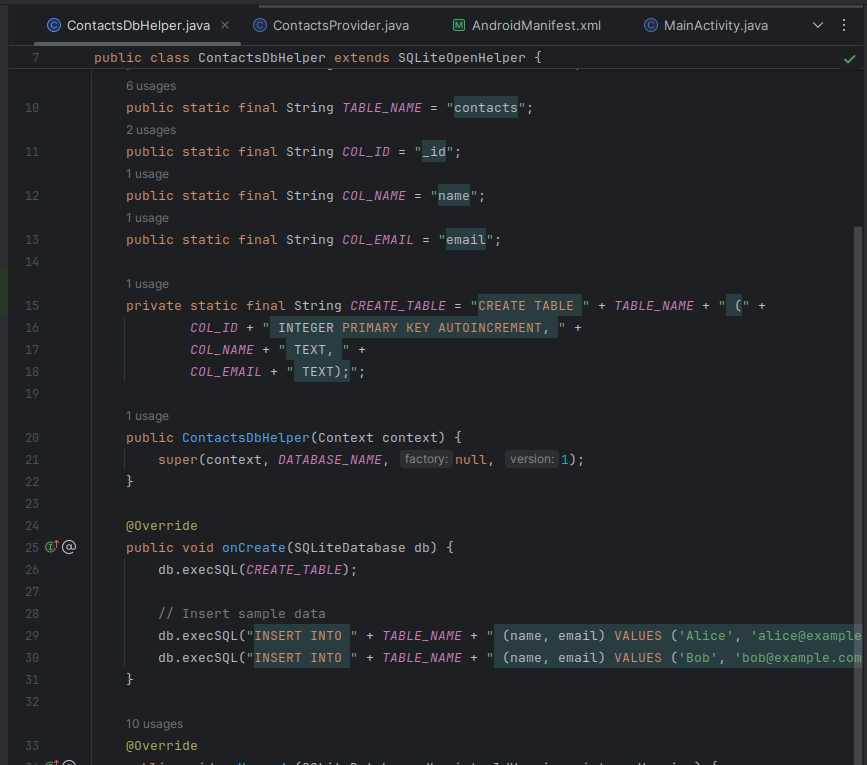 ContactsDbHelper.java × ContactsProvider.java AndroidManifest.xml MainActivity.java
7 public class ContactsDbHelper extends SQLiteOpenHelper {
6 usages
10 public static final String TABLE_NAME = "contacts";
2 usages
11 public static final String COL_ID = "_id";
1 usage
12 public static final String COL_NAME = "name";
1 usage
13 public static final String COL_EMAIL = "email";
14
1 usage
15 private static final String CREATE_TABLE = "CREATE TABLE " + TABLE_NAME + " (" +
16 COL_ID + " INTEGER PRIMARY KEY AUTOINCREMENT, " +
17 COL_NAME + " TEXT, " +
18 COL_EMAIL + " TEXT);";
19
1 usage
20 public ContactsDbHelper(Context context) {
21 super(context, DATABASE_NAME, factory: null, version: 1);
22 }
23
24 @Override
25 public void onCreate(SQLiteDatabase db) {
26 db.execSQL(CREATE_TABLE);
27
28 // Insert sample data
29 db.execSQL("INSERT INTO " + TABLE_NAME + " (name, email) VALUES ('Alice', 'alice@example
30 db.execSQL("INSERT INTO " + TABLE_NAME + " (name, email) VALUES ('Bob', 'bob@example.com
31 }
32
10 usages
33 @Override